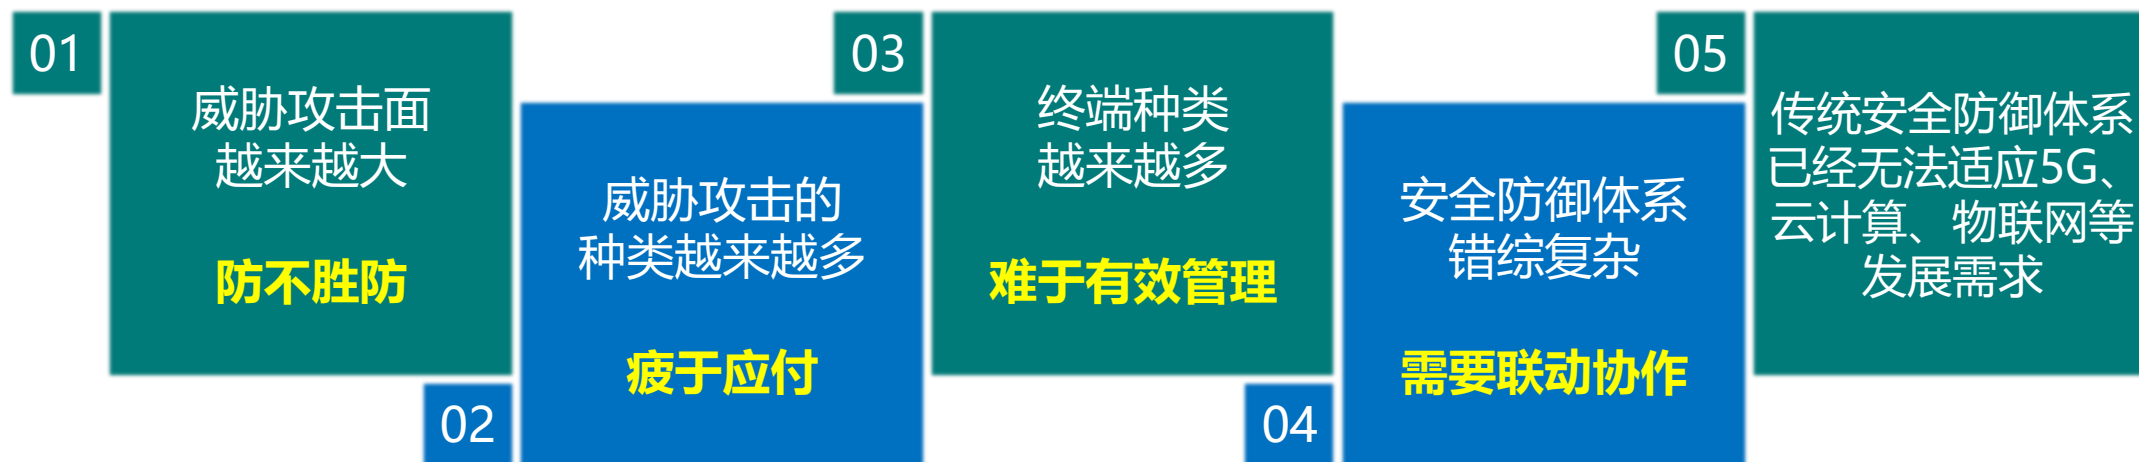 01
威胁攻击面
越来越大
防不胜防
02
威胁攻击的
种类越来越多
疲于应付
03
终端种类
越来越多
难于有效管理
04
安全防御体系
错综复杂
需要联动协作
05
传统安全防御体系
已经无法适应5G、
云计算、物联网等
发展需求